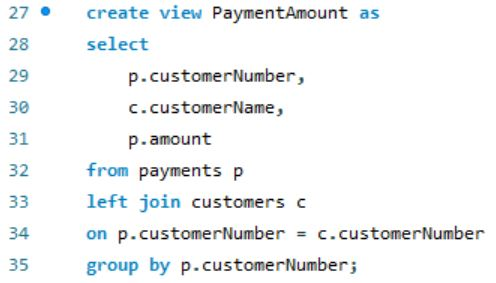 27 create view PaymentAmount as
28 select
29 p.customerNumber,
30 c.customerName,
31 p.amount
32 from payments p
33 left join customers c
34 on p.customerNumber = c.customerNumber
35 group by p.customerNumber;